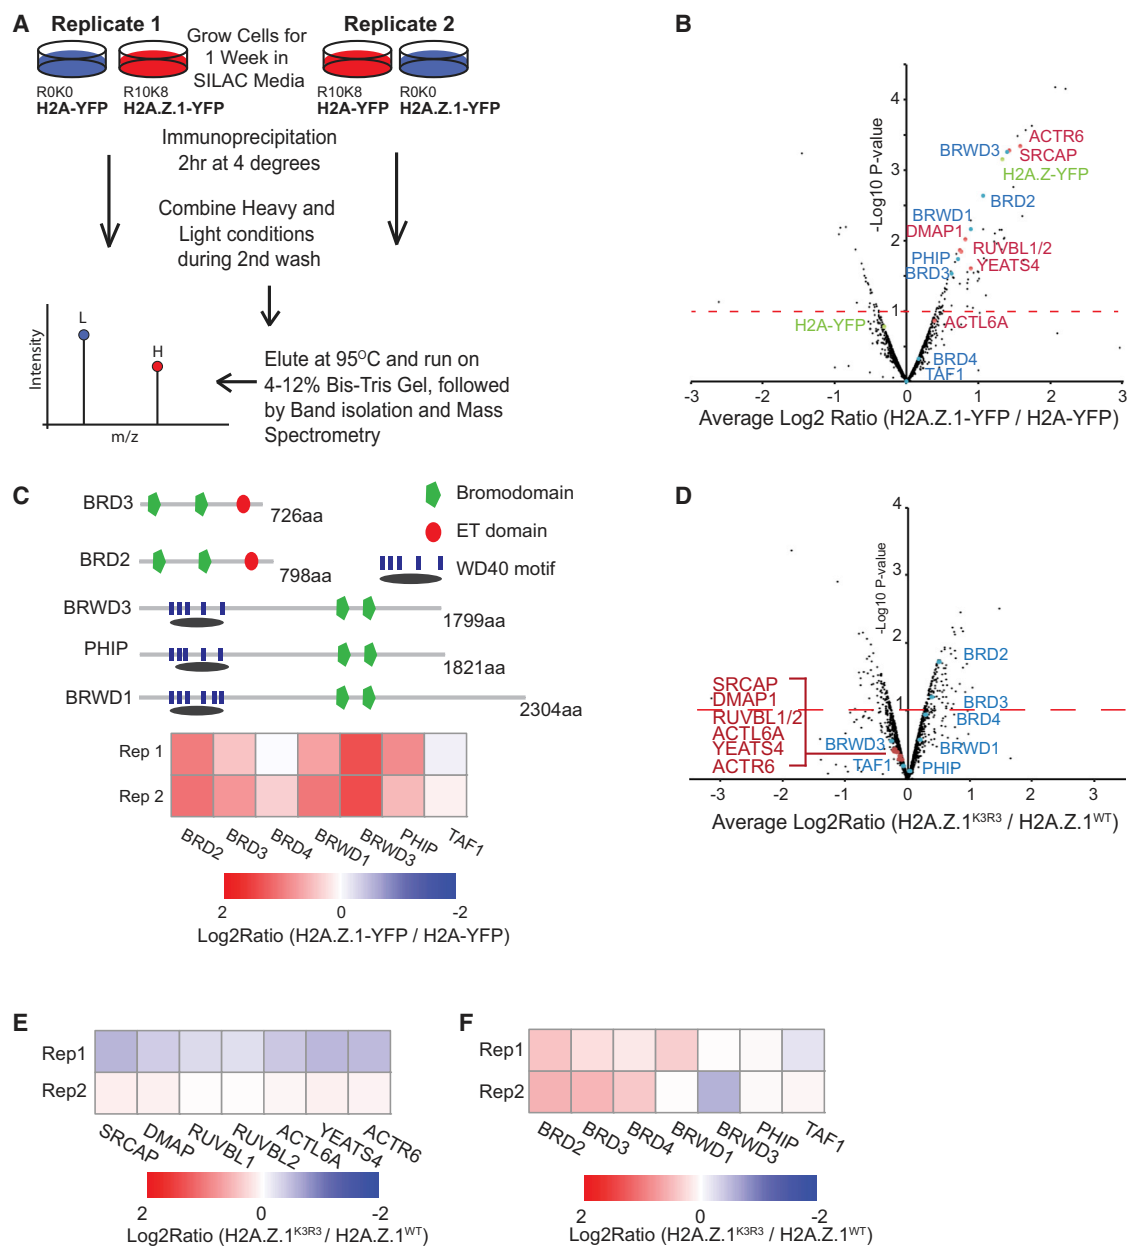 A
Replicate 1
Replicate 2
Grow Cells for
1 Week in
SILAC Media
R0K0
H2A-YFP
R10K8
H2A.Z.1-YFP
R10K8
H2A-YFP
R0K0
H2A.Z.1-YFP
Immunoprecipitation
2hr at 4 degrees
Combine Heavy and
Light conditions
during 2nd wash
Elute at 95ᴼC and run on
4-12% Bis-Tris Gel, followed
by Band isolation and Mass
Spectrometry
Intensity
L
H
m/z
B
-Log10 P-value
4
3
2
1
ACTR6
BRWD3
SRCAP
H2A.Z-YFP
BRD2
BRWD1
DMAP1
RUVBL1/2
PHIP
YEATS4
BRD3
H2A-YFP
ACTL6A
BRD4
TAF1
-3 -2 -1 0 1 2 3
Average Log2 Ratio (H2A.Z.1-YFP / H2A-YFP)
C
BRD3
726aa
BRD2
798aa
BRWD3
1799aa
PHIP
1821aa
BRWD1
2304aa
Bromodomain
ET domain
WD40 motif
Rep 1
Rep 2
BRD2 BRD3 BRD4 BRWD1 BRWD3 PHIP TAF1
2 0 -2
Log2Ratio (H2A.Z.1-YFP / H2A-YFP)
D
-Log10 P-value
4
3
2
1
BRD2
SRCAP
DMAP1
RUVBL1/2
ACTL6A
YEATS4
ACTR6
BRD3
BRD4
BRWD3
BRWD1
TAF1
PHIP
-3 -2 -1 0 1 2 3
Average Log2Ratio (H2A.Z.1ᴷ³ᴿ³ / H2A.Z.1ᵂᵀ)
E
Rep1
Rep2
SRCAP DMAP RUVBL1 RUVBL2 ACTL6A YEATS4 ACTR6
2 0 -2
Log2Ratio (H2A.Z.1ᴷ³ᴿ³ / H2A.Z.1ᵂᵀ)
F
Rep1
Rep2
BRD2 BRD3 BRD4 BRWD1 BRWD3 PHIP TAF1
2 0 -2
Log2Ratio (H2A.Z.1ᴷ³ᴿ³ / H2A.Z.1ᵂᵀ)